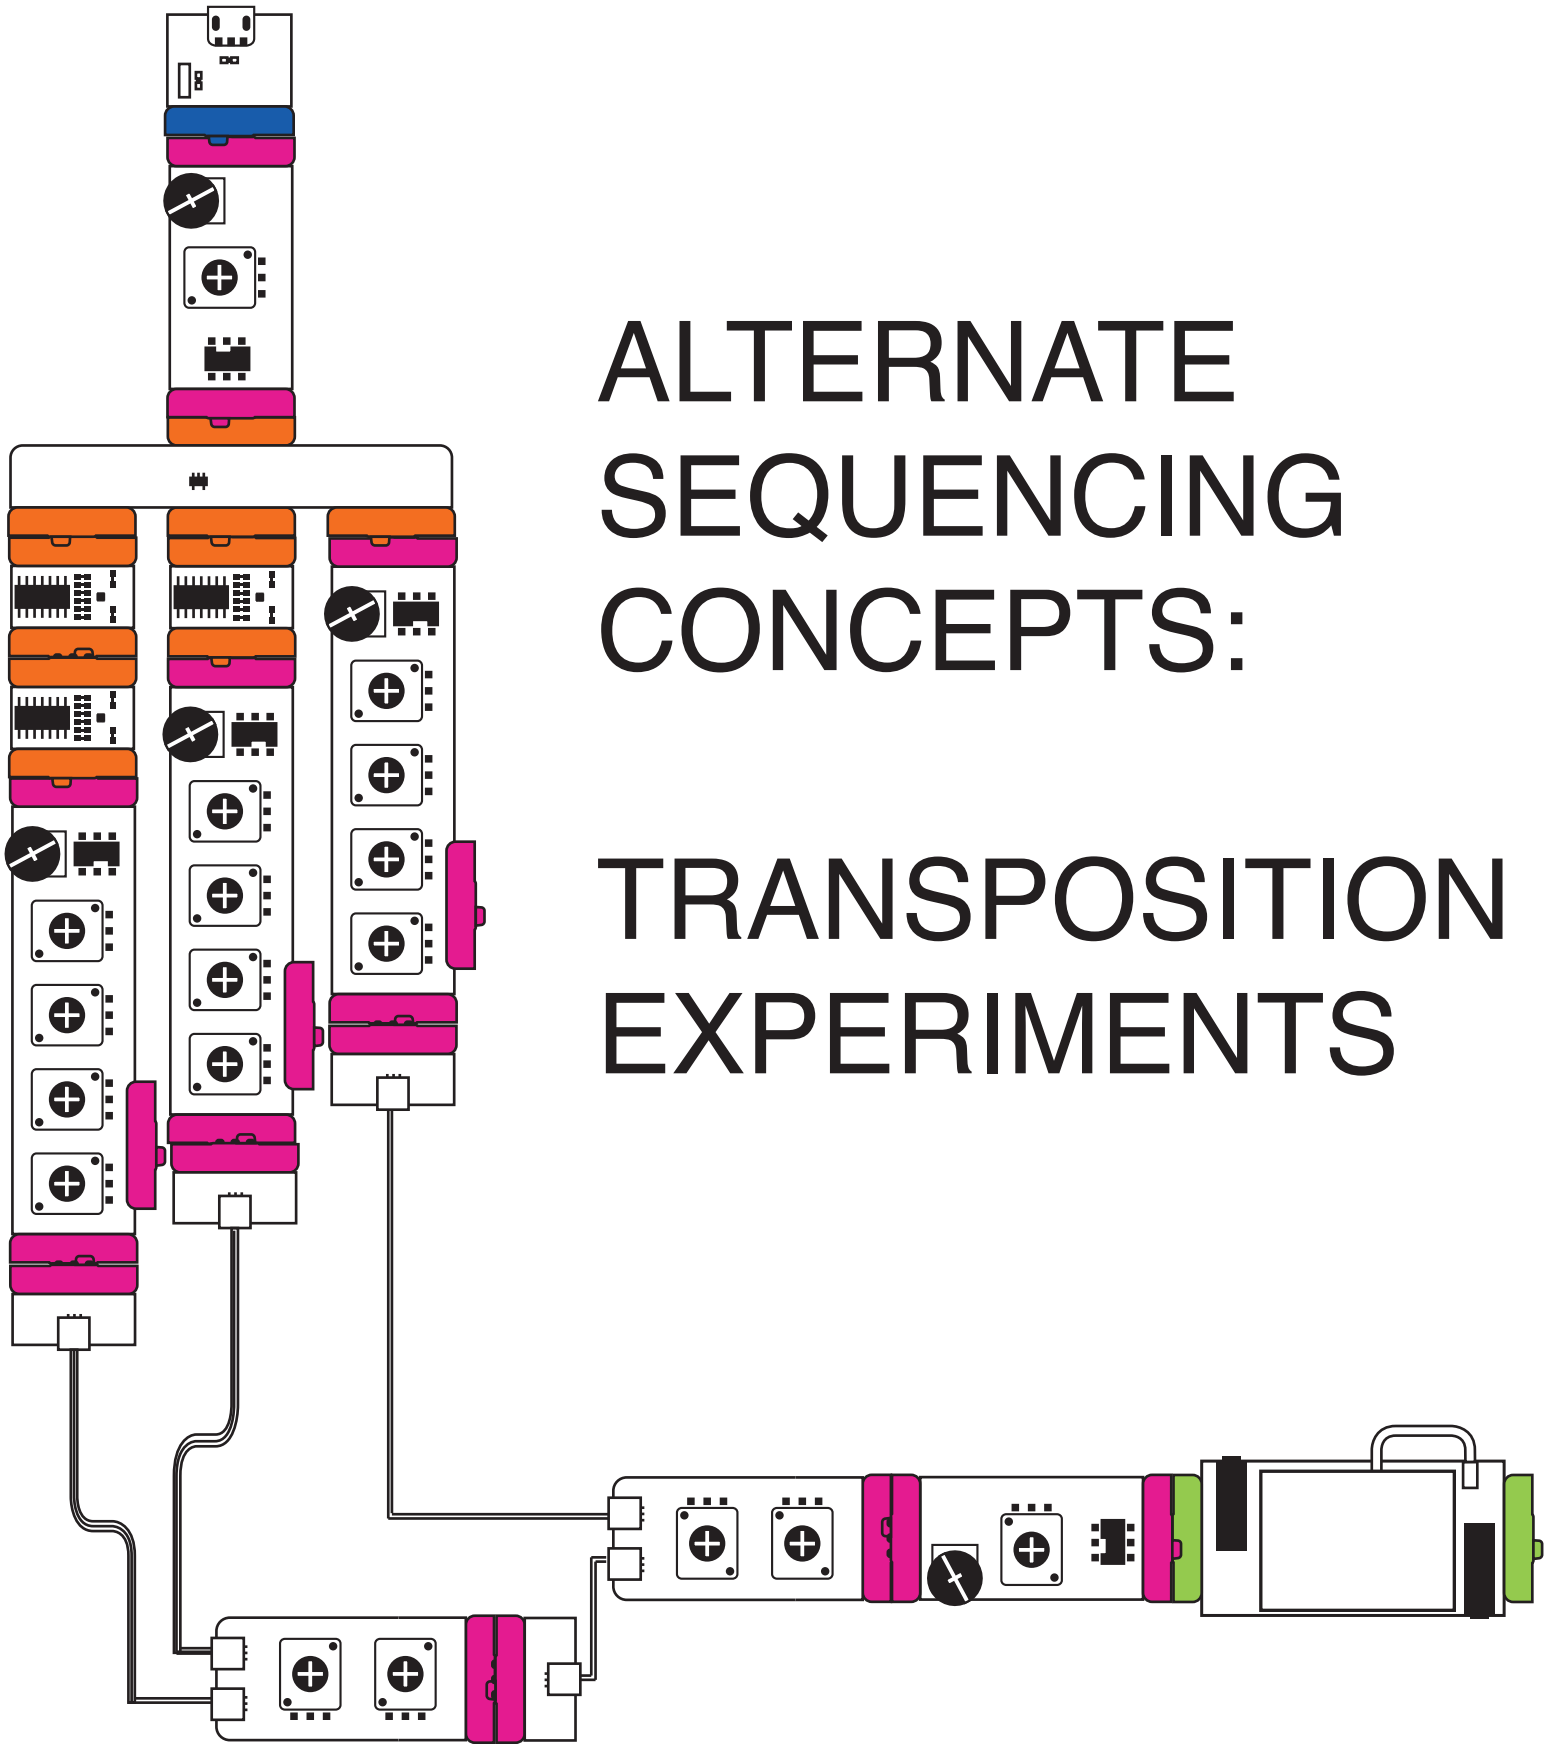 ALTERNATE
SEQUENCING
CONCEPTS:
TRANSPOSITION
EXPERIMENTS